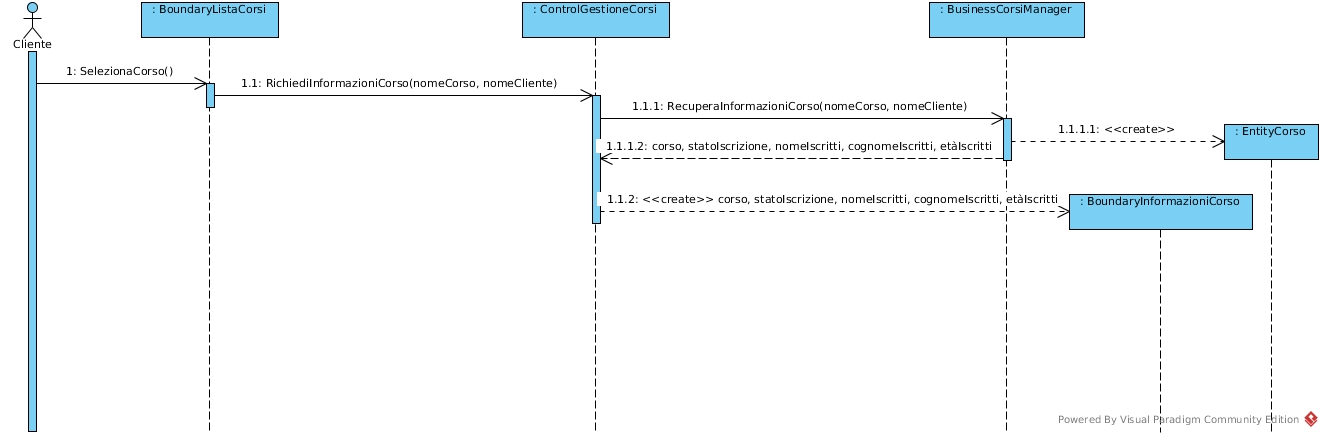 : BoundaryListaCorsi
: ControlGestioneCorsi
: BusinessCorsiManager
Cliente
1: SelezionaCorso()
1.1: RichiediInformazioniCorso(nomeCorso, nomeCliente)
1.1.1: RecuperaInformazioniCorso(nomeCorso, nomeCliente)
1.1.1.1: <<create>>
: EntityCorso
1.1.1.2: corso, statoIscrizione, nomeIscritti, cognomeIscritti, etàIscritti
1.1.2: <<create>> corso, statoIscrizione, nomeIscritti, cognomeIscritti, etàIscritti
: BoundaryInformazioniCorso
Powered By Visual Paradigm Community Edition